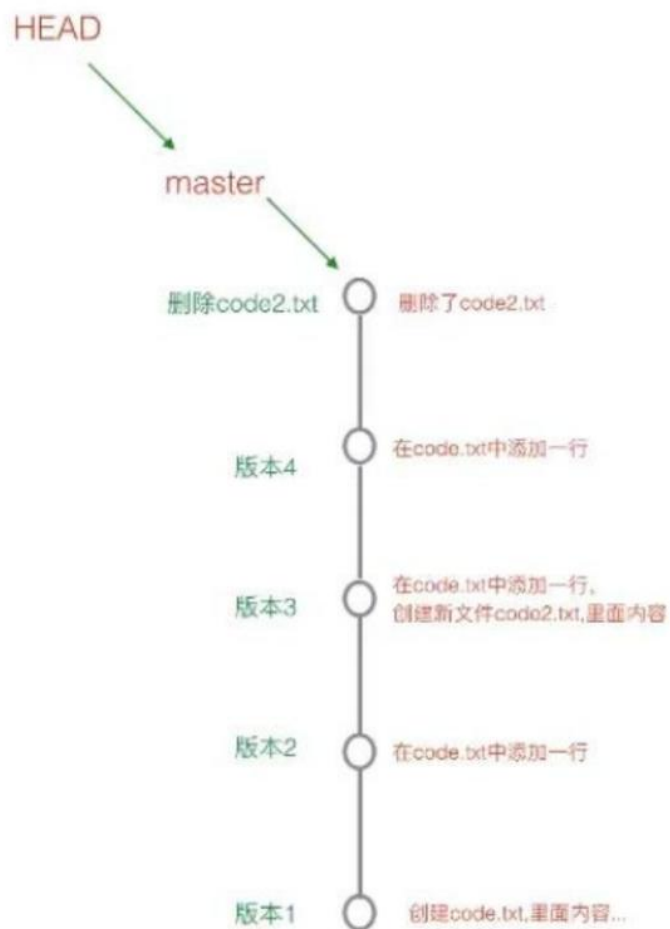 HEAD
master
删除code2.txt
删除了code2.txt
版本4
在code.txt中添加一行
版本3
在code.txt中添加一行,
创建新文件code2.txt,里面内容
版本2
在code.txt中添加一行
版本1
创建code.txt,里面内容...